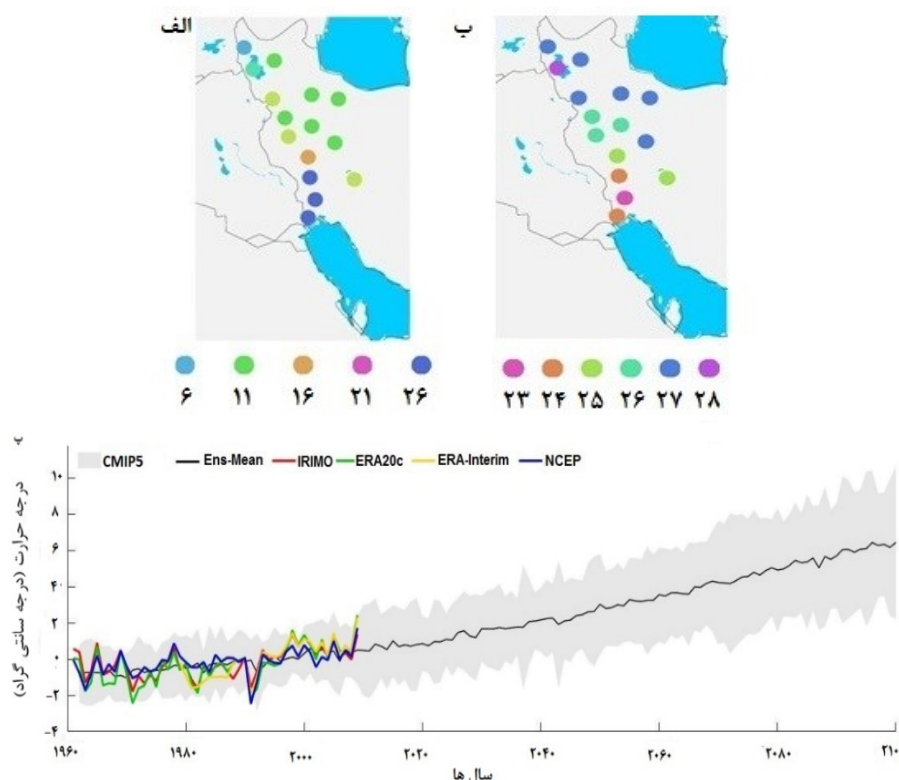 الف
ب
۶ ۱۱ ۱۶ ۲۱ ۲۶
۲۳ ۲۴ ۲۵ ۲۶ ۲۷ ۲۸
CMIP5 Ens-Mean IRIMO ERA20c ERA-Interim NCEP
درجه حرارت (درجه سانتی گراد)
۱۰
۸
۶
۴۰
۲
۰
-۲
-۴
۱۹۶۰ ۱۹۸۰ ۲۰۰۰ ۲۰۲۰ ۲۰۴۰ ۲۰۶۰ ۲۰۸۰ ۲۱۰
سال ها